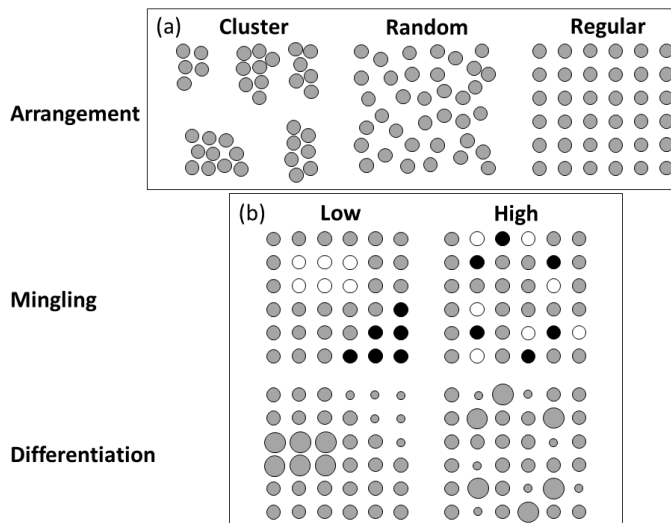 (a) Cluster Random Regular
Arrangement
(b) Low High
Mingling
Differentiation